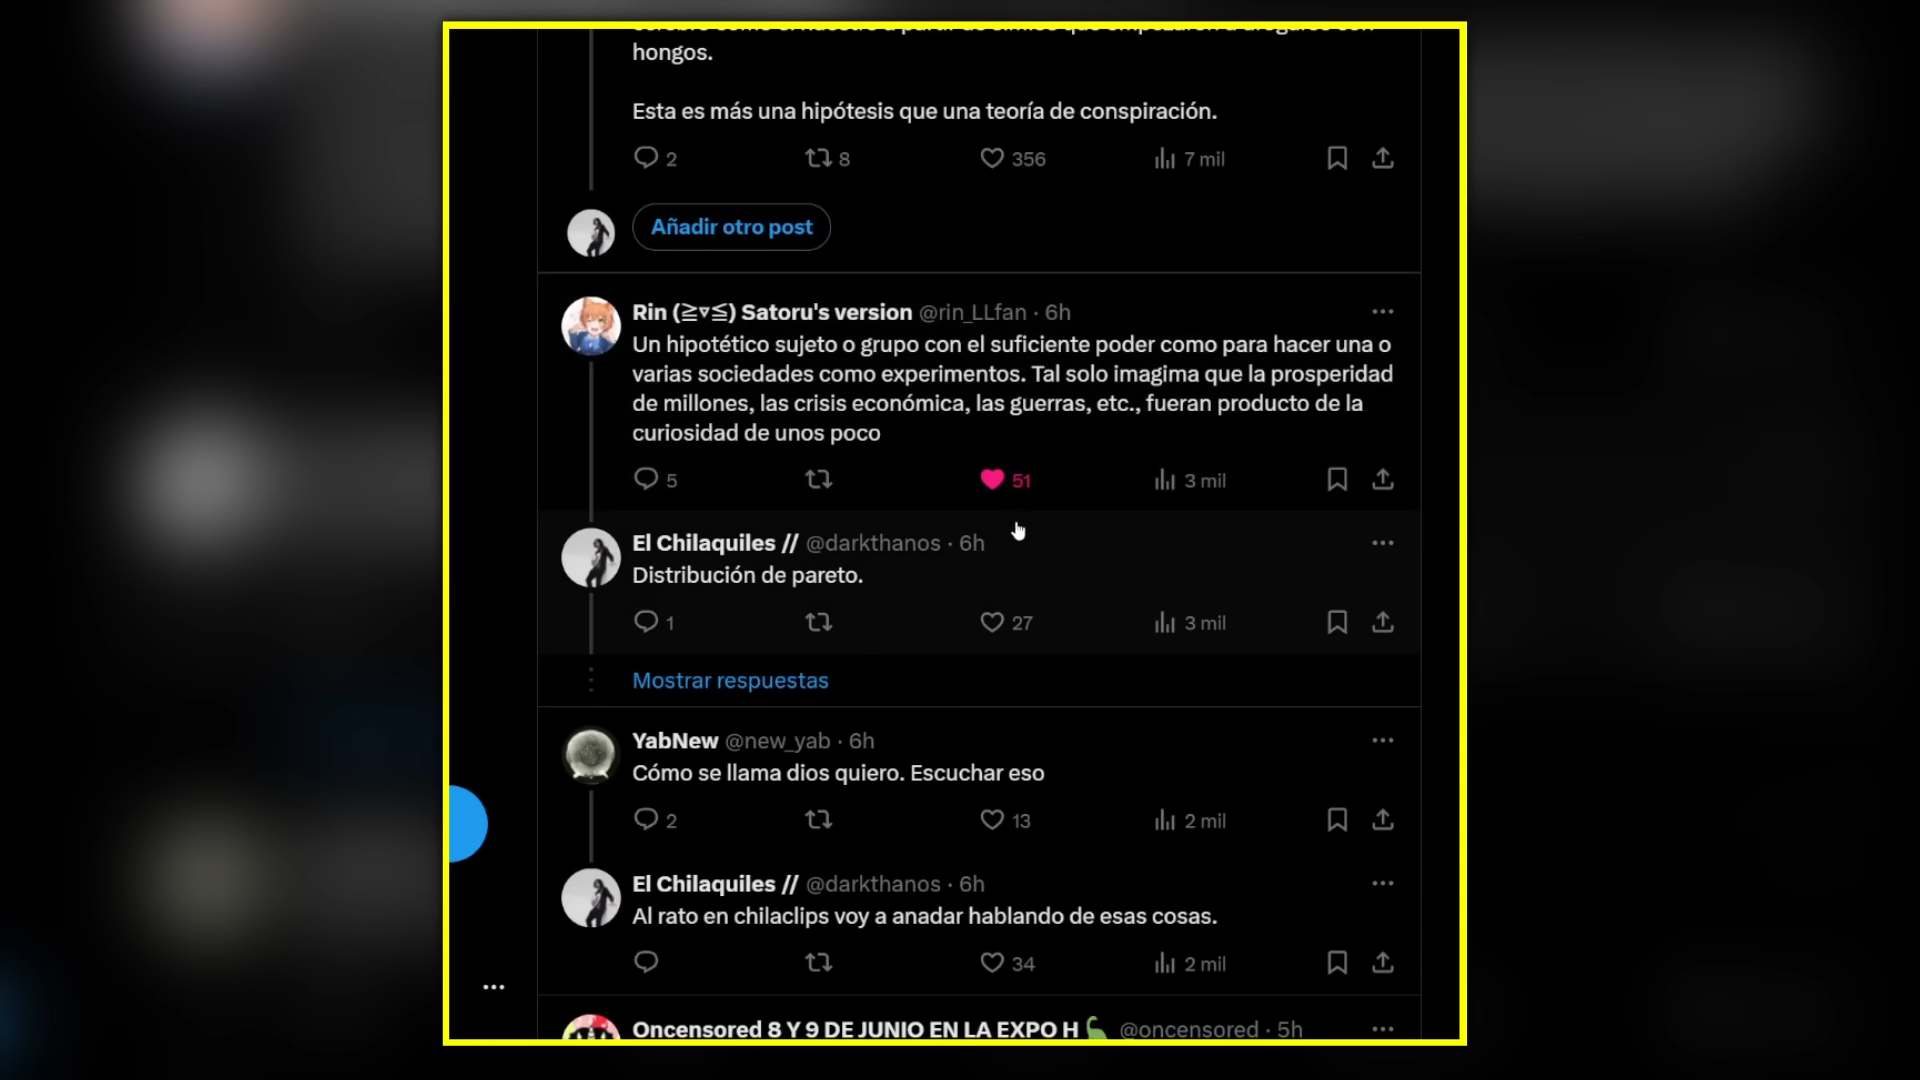 hongos.
Esta es más una hipótesis que una teoría de conspiración.
2 8 356 7 mil
Añadir otro post
Rin (≧▿≦) Satoru's version @rin_LLfan · 6h
Un hipotético sujeto o grupo con el suficiente poder como para hacer una o
varias sociedades como experimentos. Tal solo imagina que la prosperidad
de millones, las crisis económica, las guerras, etc., fueran producto de la
curiosidad de unos poco
5 51 3 mil
El Chilaquiles // @darkthanos · 6h
Distribución de pareto.
1 27 3 mil
Mostrar respuestas
YabNew @new_yab · 6h
Cómo se llama dios quiero. Escuchar eso
2 13 2 mil
El Chilaquiles // @darkthanos · 6h
Al rato en chilaclips voy a anadar hablando de esas cosas.
34 2 mil
Oncensored 8 Y 9 DE JUNIO EN LA EXPO H @oncensored · 5h